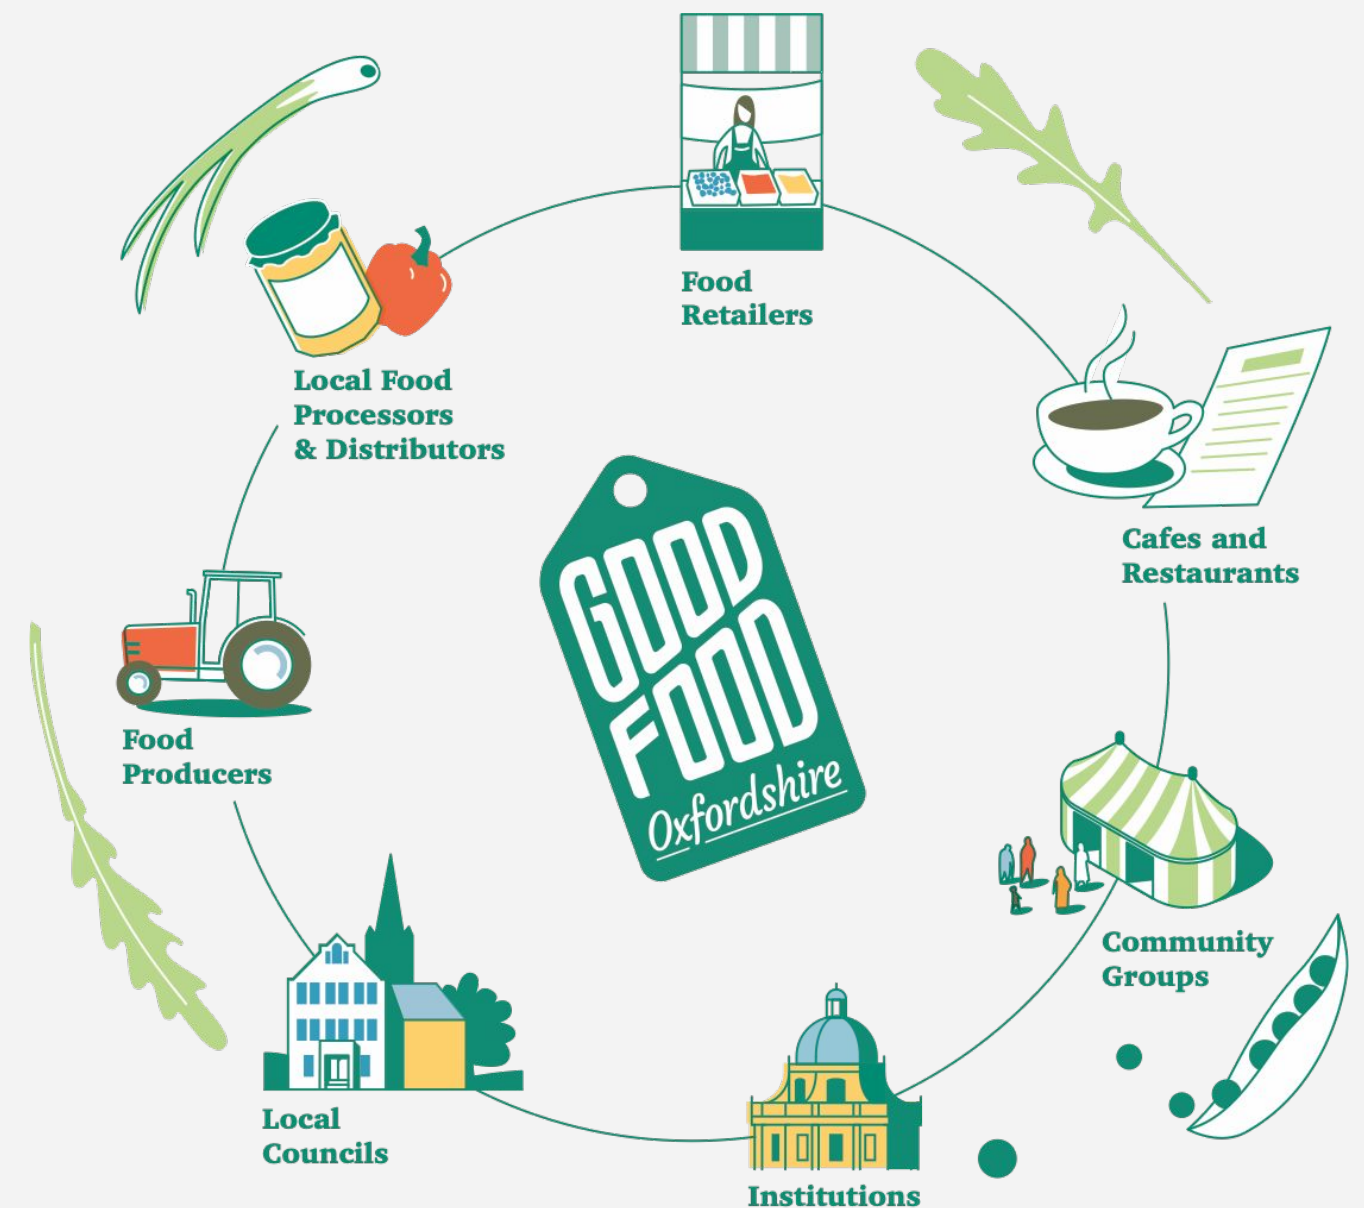 Food
Retailers
Local Food
Processors
& Distributors
Cafes and
Restaurants
GOOD
FOOD
Oxfordshire
Food
Producers
Community
Groups
Local
Councils
Institutions